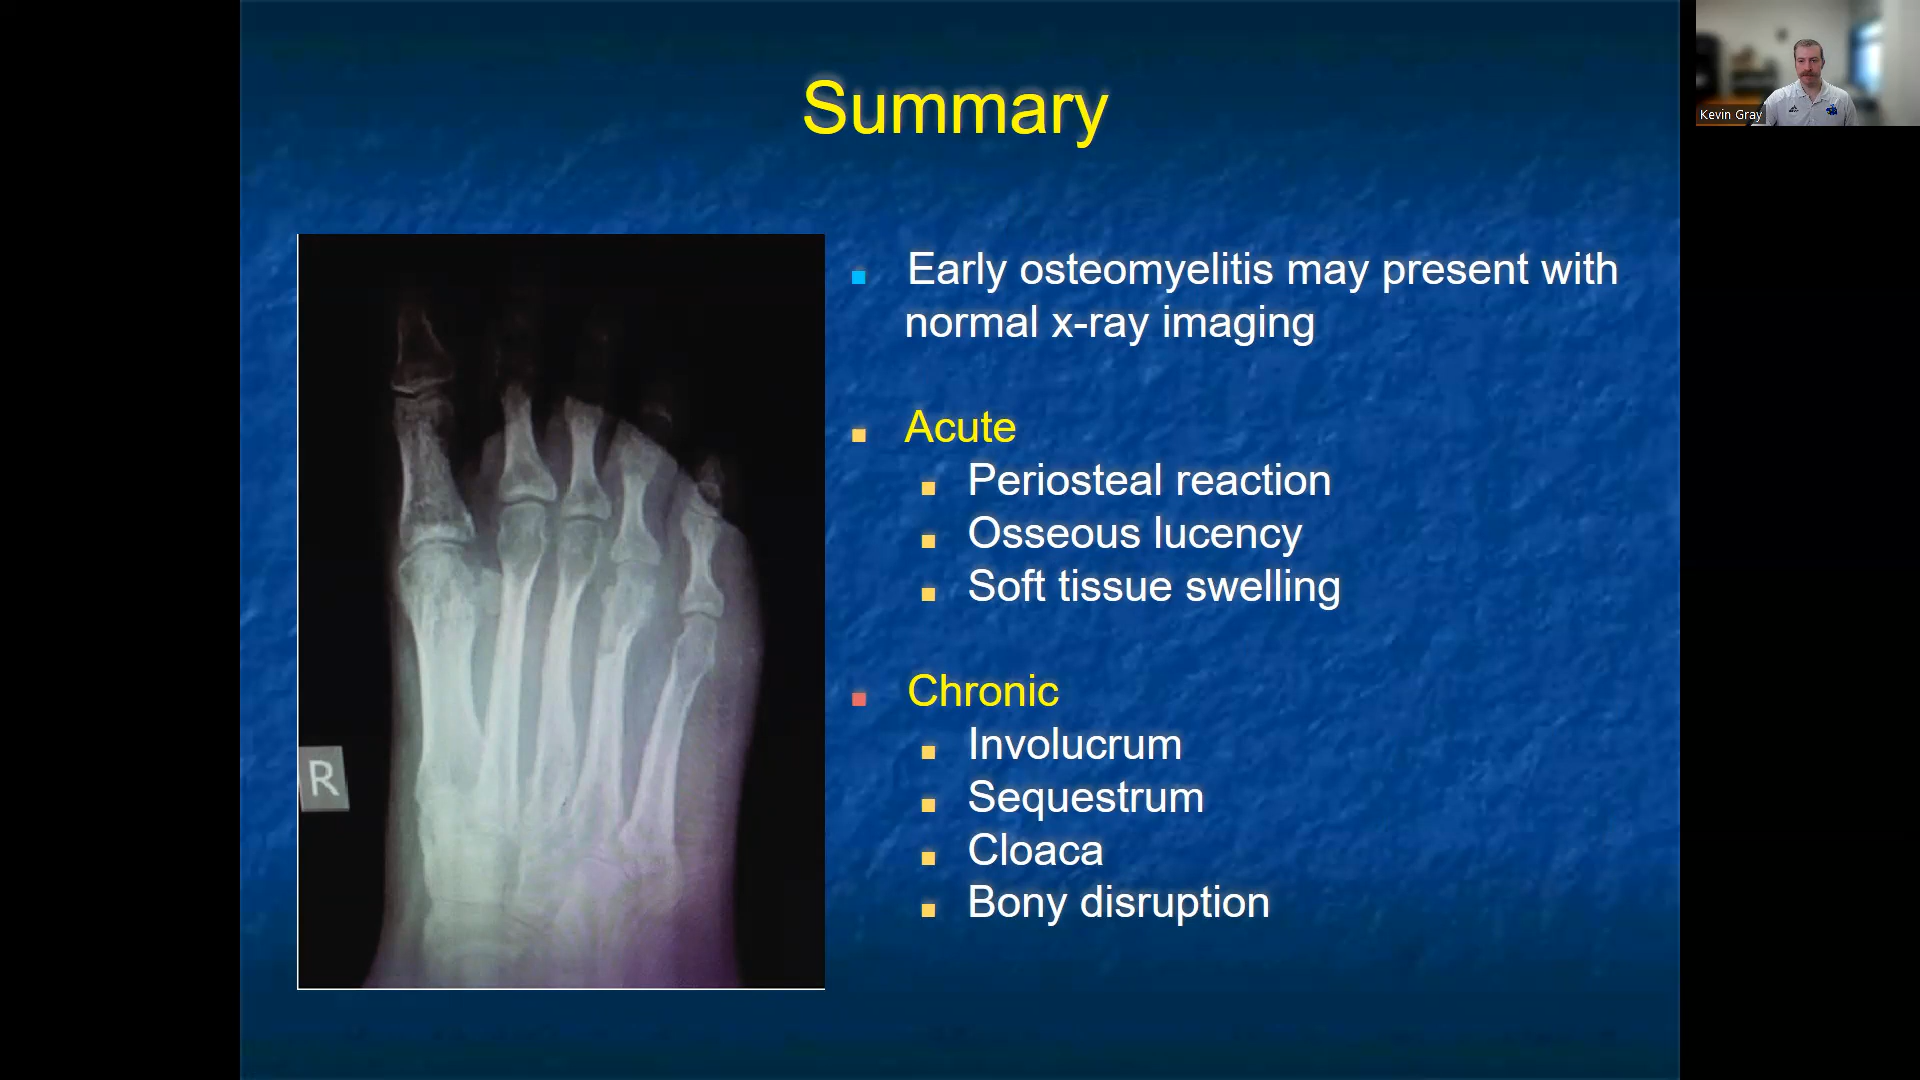 Summary
Kevin Gray
Early osteomyelitis may present with
normal x-ray imaging
Acute
Periosteal reaction
Osseous lucency
Soft tissue swelling
Chronic
Involucrum
Sequestrum
Cloaca
Bony disruption
R